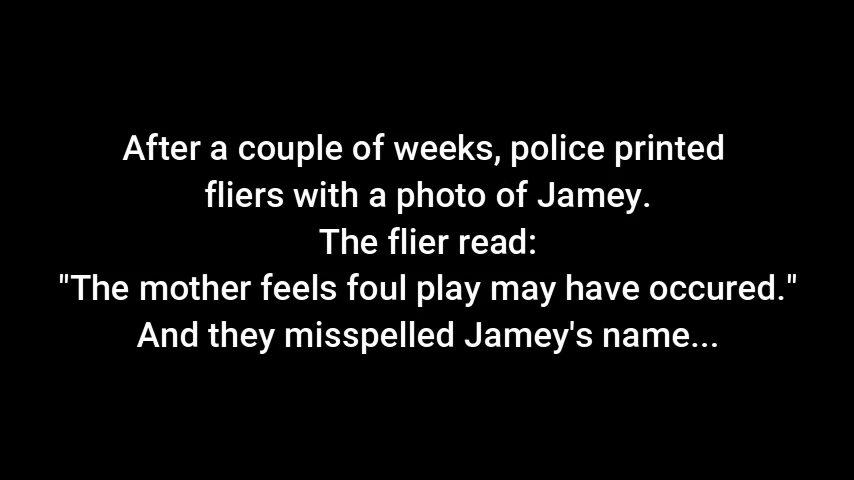 After a couple of weeks, police printed
fliers with a photo of Jamey.
The flier read:
"The mother feels foul play may have occured."
And they misspelled Jamey's name...